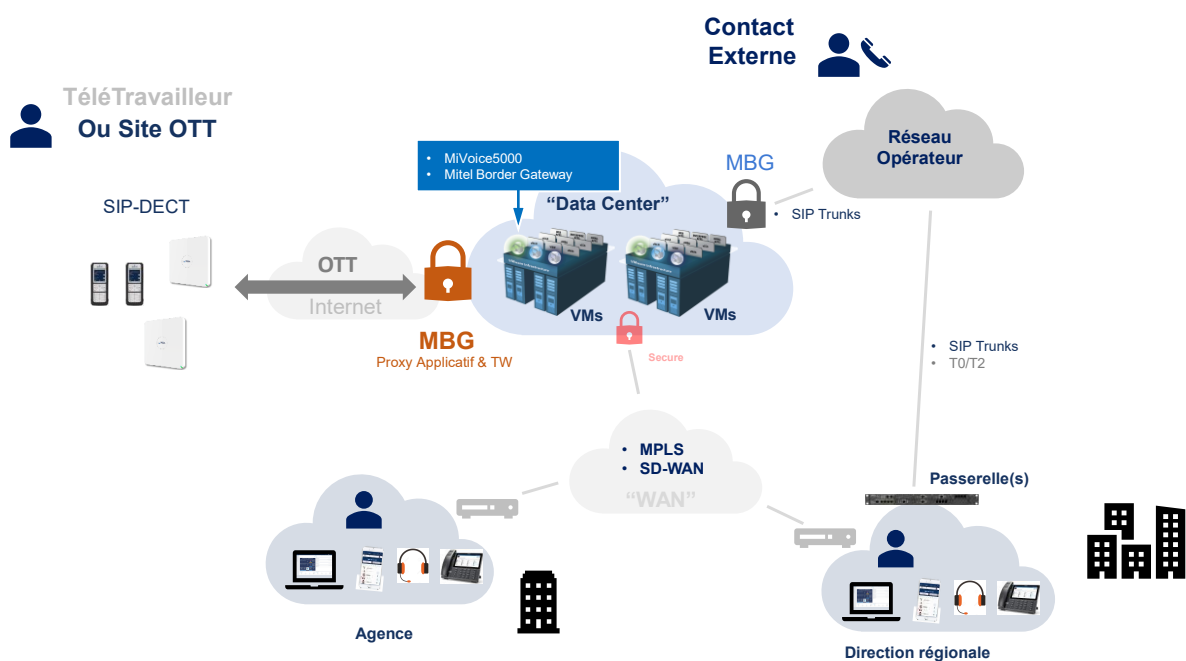 Contact
Externe
TéléTravailleur
Ou Site OTT
Réseau
Opérateur
• MiVoice5000
• Mitel Border Gateway
MBG
“Data Center”
• SIP Trunks
SIP-DECT
OTT
Internet
VMs
VMs
MBG
Proxy Applicatif & TW
Secure
• SIP Trunks
• T0/T2
• MPLS
• SD-WAN
“WAN”
Passerelle(s)
Agence
Direction régionale